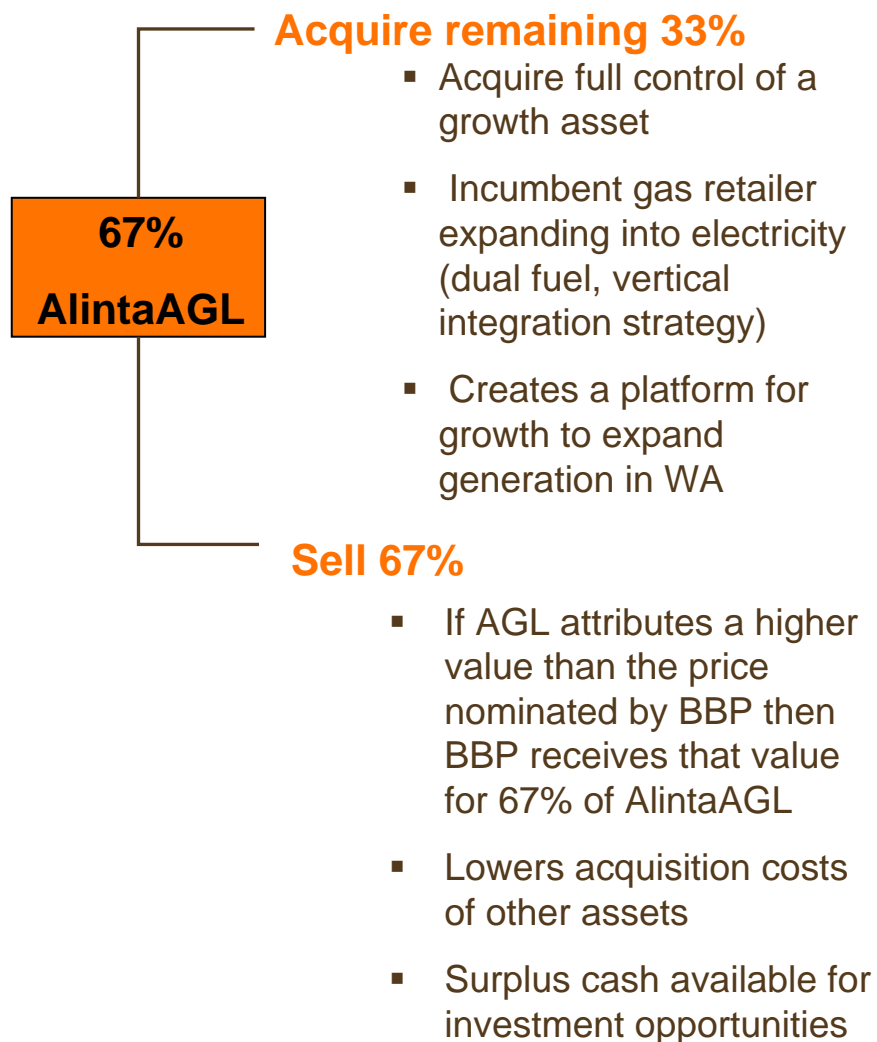 Acquire remaining 33%
▪ Acquire full control of a
growth asset
▪ Incumbent gas retailer
expanding into electricity
(dual fuel, vertical
integration strategy)
▪ Creates a platform for
growth to expand
generation in WA
67%
AlintaAGL
Sell 67%
▪ If AGL attributes a higher
value than the price
nominated by BBP then
BBP receives that value
for 67% of AlintaAGL
▪ Lowers acquisition costs
of other assets
▪ Surplus cash available for
investment opportunities